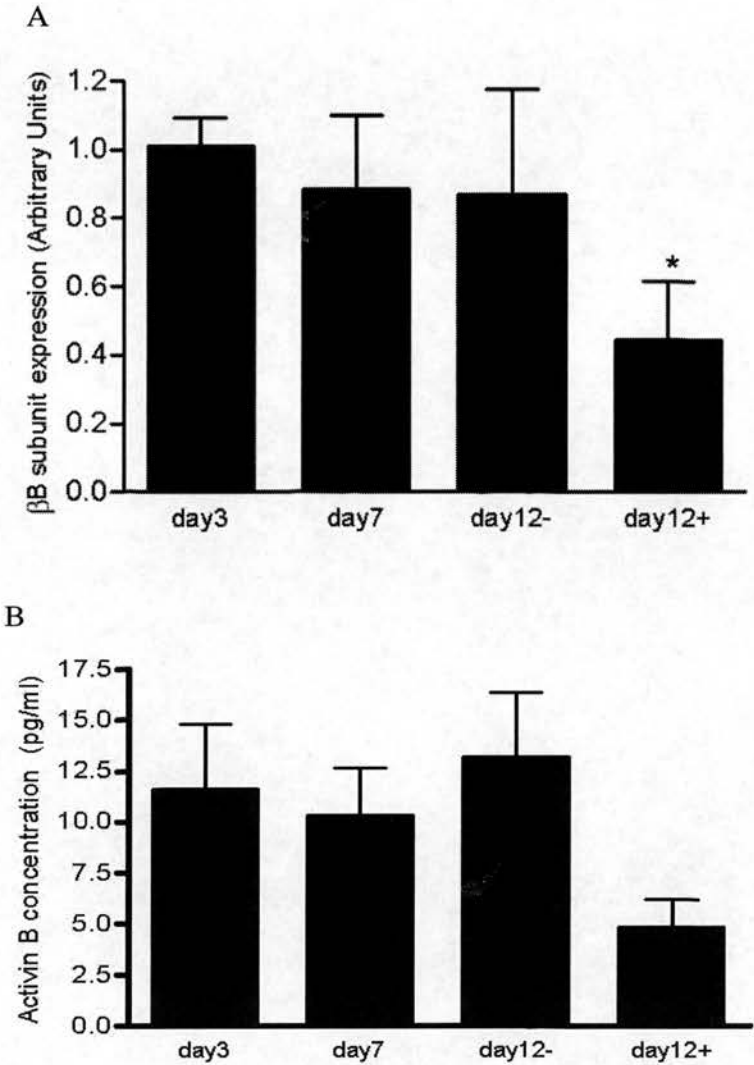 A
βB subunit expression (Arbitrary Units)
1.2
1.0
0.8
0.6
0.4
0.2
0.0
*
day3 day7 day12- day12+
B
Activin B concentration (pg/ml)
17.5
15.0
12.5
10.0
7.5
5.0
2.5
0.0
day3 day7 day12- day12+